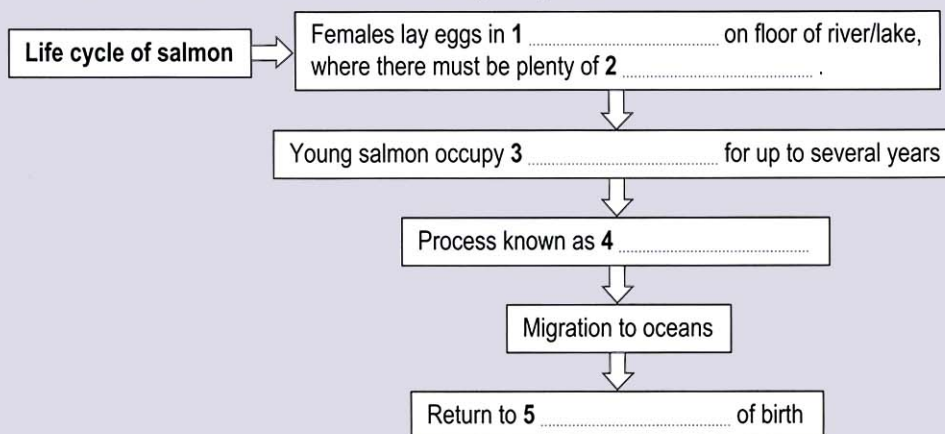 Life cycle of salmon
Females lay eggs in 1 .................... on floor of river/lake,
where there must be plenty of 2 .................... .
Young salmon occupy 3 .................... for up to several years
Process known as 4 ....................
Migration to oceans
Return to 5 .................... of birth